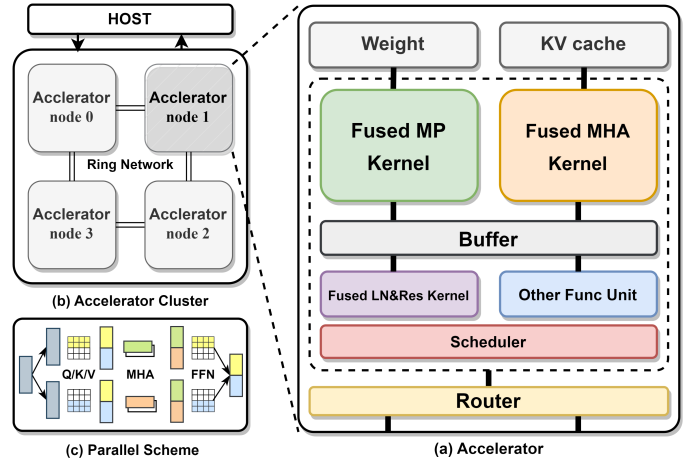 HOST
Acclerator
node 0
Acclerator
node 1
Ring Network
Acclerator
node 3
Acclerator
node 2
(b) Accelerator Cluster
Q/K/V
MHA
FFN
(c) Parallel Scheme
Weight
KV cache
Fused MP
Kernel
Fused MHA
Kernel
Buffer
Fused LN&Res Kernel
Other Func Unit
Scheduler
Router
(a) Accelerator